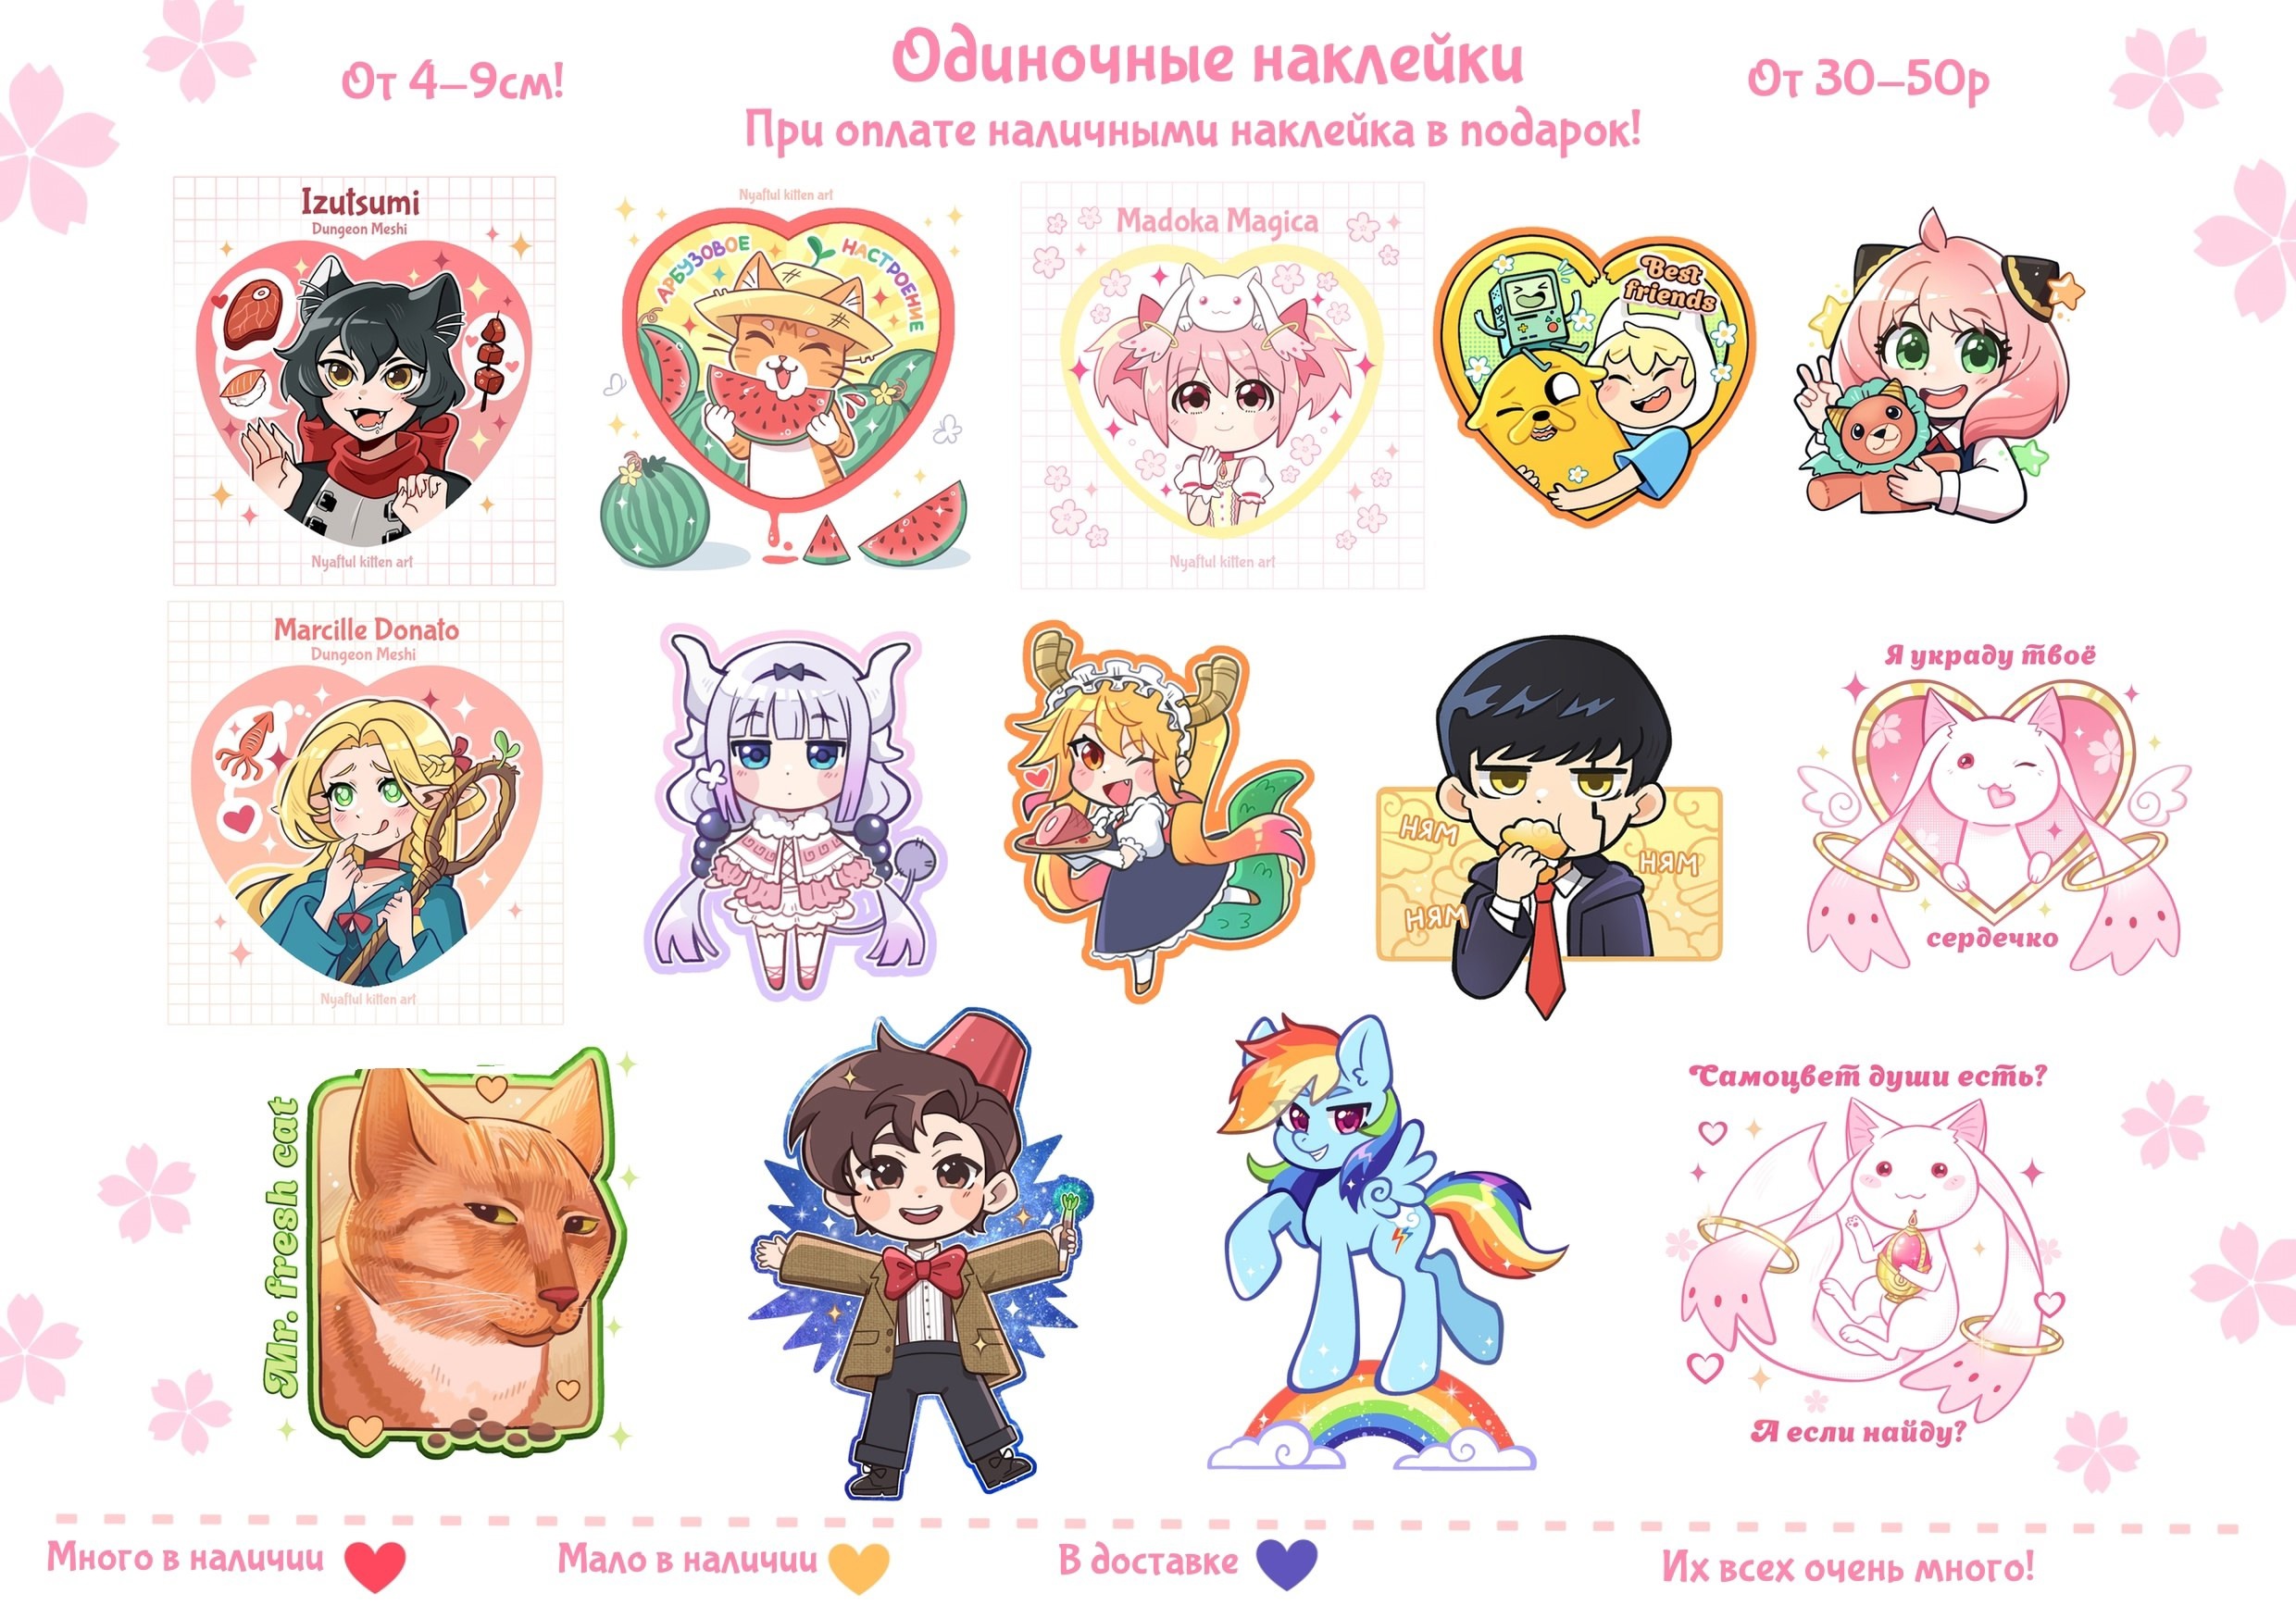 От 4–9см!
Одиночные наклейки
При оплате наличными наклейка в подарок!
От 30–50р
Izutsumi
Dungeon Meshi
Nyaftul kitten art
Nyaftul kitten art
АРБУЗОВОЕ НАСТРОЕНИЕ
Madoka Magica
Nyaftul kitten art
Best
friends
Marcille Donato
Dungeon Meshi
Nyaftul kitten art
НЯМ
НЯМ
НЯМ
Я украду твоё
сердечко
Mr. fresh cat
Самоцвет души есть?
А если найду?
Много в наличии
Мало в наличии
В доставке
Их всех очень много!